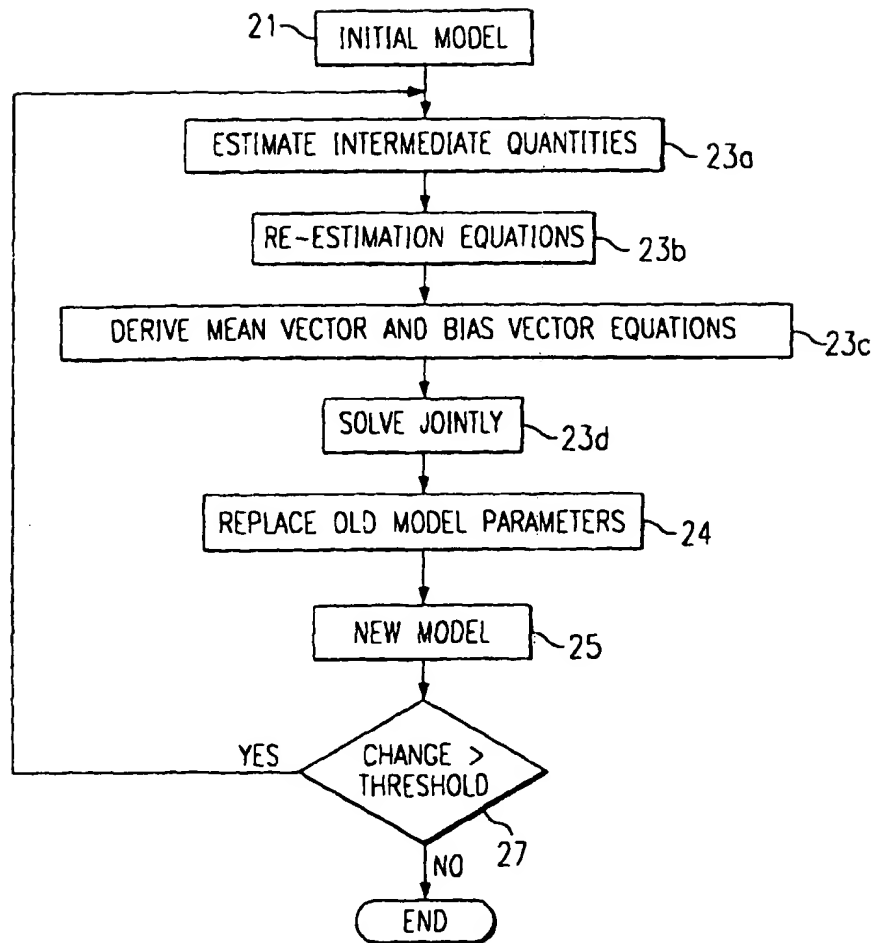 21
INITIAL MODEL
ESTIMATE INTERMEDIATE QUANTITIES
23a
RE-ESTIMATION EQUATIONS
23b
DERIVE MEAN VECTOR AND BIAS VECTOR EQUATIONS
23c
SOLVE JOINTLY
23d
REPLACE OLD MODEL PARAMETERS
24
NEW MODEL
25
YES
CHANGE >
THRESHOLD
27
NO
END